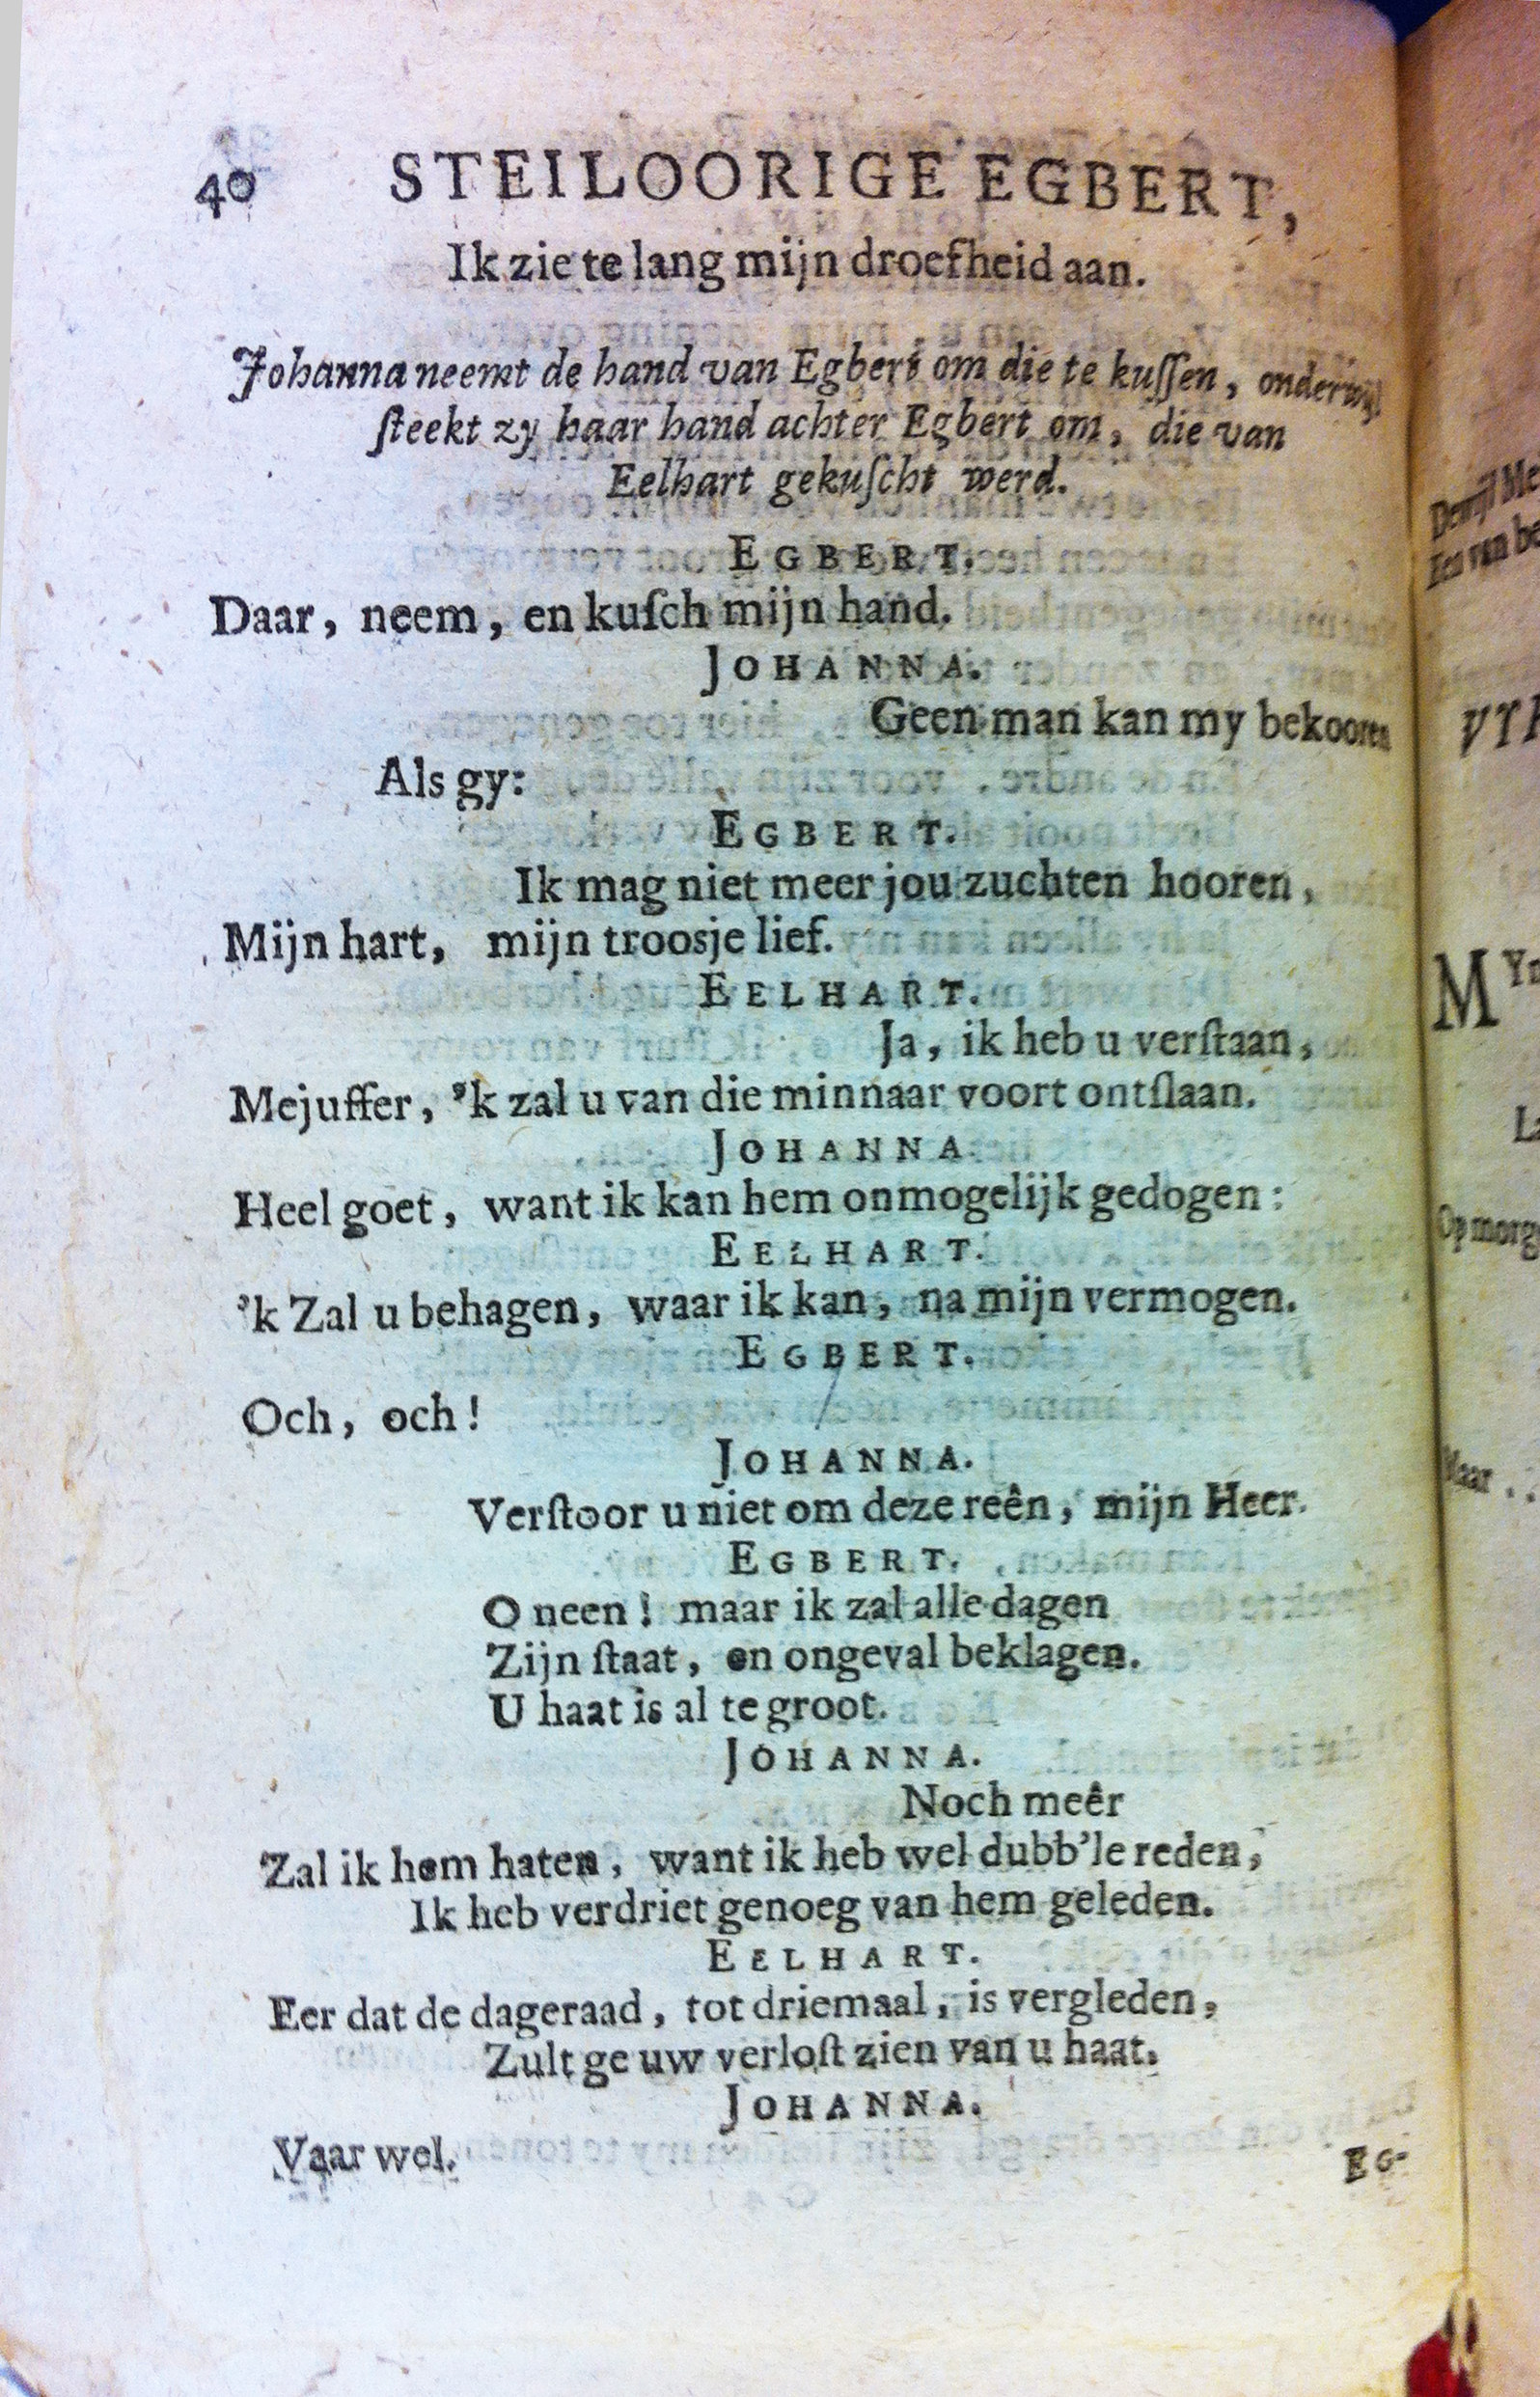 40 STEILOORIGE EGBERT,
Ik zie te lang mijn droefheid aan.
Johanna neemt de hand van Egbert om die te kuſſen, onderwijl
ſteekt zy haar hand achter Egbert om, die van
Eelhart gekuſcht werd.
EGBERT.
Daar, neem, en kuſch mijn hand.
JOHANNA.
Geen man kan my bekooren
Als gy:
EGBERT.
Ik mag niet meer jou zuchten hooren,
Mijn hart, mijn troosje lief.
EELHART.
Ja, ik heb u verſtaan,
Mejuffer, 'k zal u van die minnaar voort ontſlaan.
JOHANNA.
Heel goet, want ik kan hem onmogelijk gedogen:
EELHART.
'k Zal u behagen, waar ik kan, na mijn vermogen.
EGBERT.
Och, och!
JOHANNA.
Verſtoor u niet om deze reên, mijn Heer.
EGBERT.
O neen! maar ik zal alle dagen
Zijn ſtaat, en ongeval beklagen.
U haat is al te groot.
JOHANNA.
Noch meêr
Zal ik hem haten, want ik heb wel dubb'le reden,
Ik heb verdriet genoeg van hem geleden.
EELHART.
Eer dat de dageraad, tot driemaal, is vergleden,
Zult ge uw verloſt zien van u haat.
JOHANNA.
Vaar wel.
EG-
Een van
Op
Maar . .